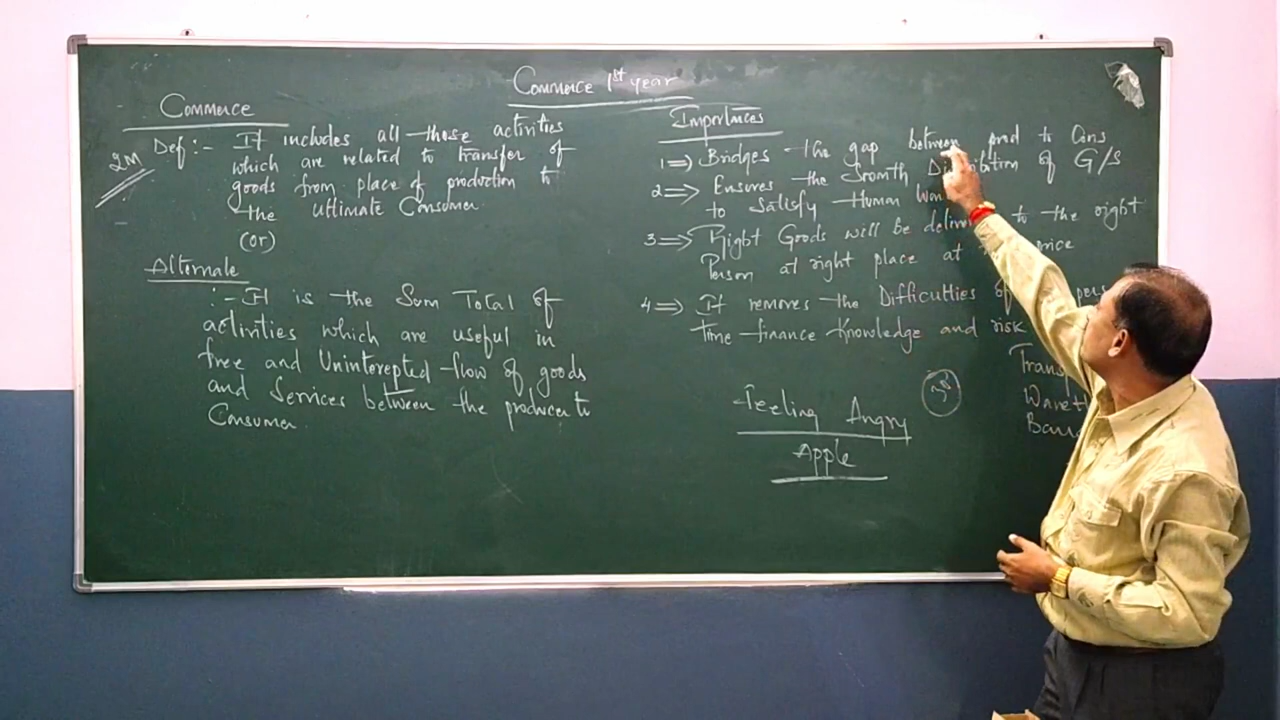 Commerce 1st year
Commerce
2M
Def :- It includes all those activities
which are related to transfer of
goods from place of production to
the ultimate Consumer
(or)
Alternate
:- It is the Sum Total of
activities which are useful in
free and Uninterepted flow of goods
and Services between the producer to
Consumer
Importances
1⇒ Bridges the gap between prod to Cons
2⇒ Ensures the of G/s
to Satisfy Human
3⇒ Right Goods will be to the right
Person at right place at
4⇒ It removes the Difficulties
Time finance Knowledge and risk
Feeling Angry
Apple